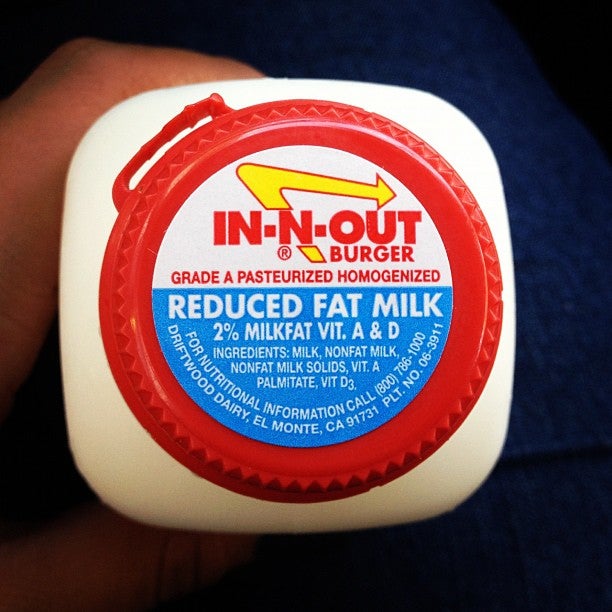 IN-N-OUT
® BURGER
GRADE A PASTEURIZED HOMOGENIZED
REDUCED FAT MILK
2% MILKFAT VIT. A & D
INGREDIENTS: MILK, NONFAT MILK,
NONFAT MILK SOLIDS, VIT. A
PALMITATE, VIT D3.
FOR NUTRITIONAL INFORMATION CALL (800) 786-1000
DRIFTWOOD DAIRY, EL MONTE, CA 91731 PLT. NO. 06-3911